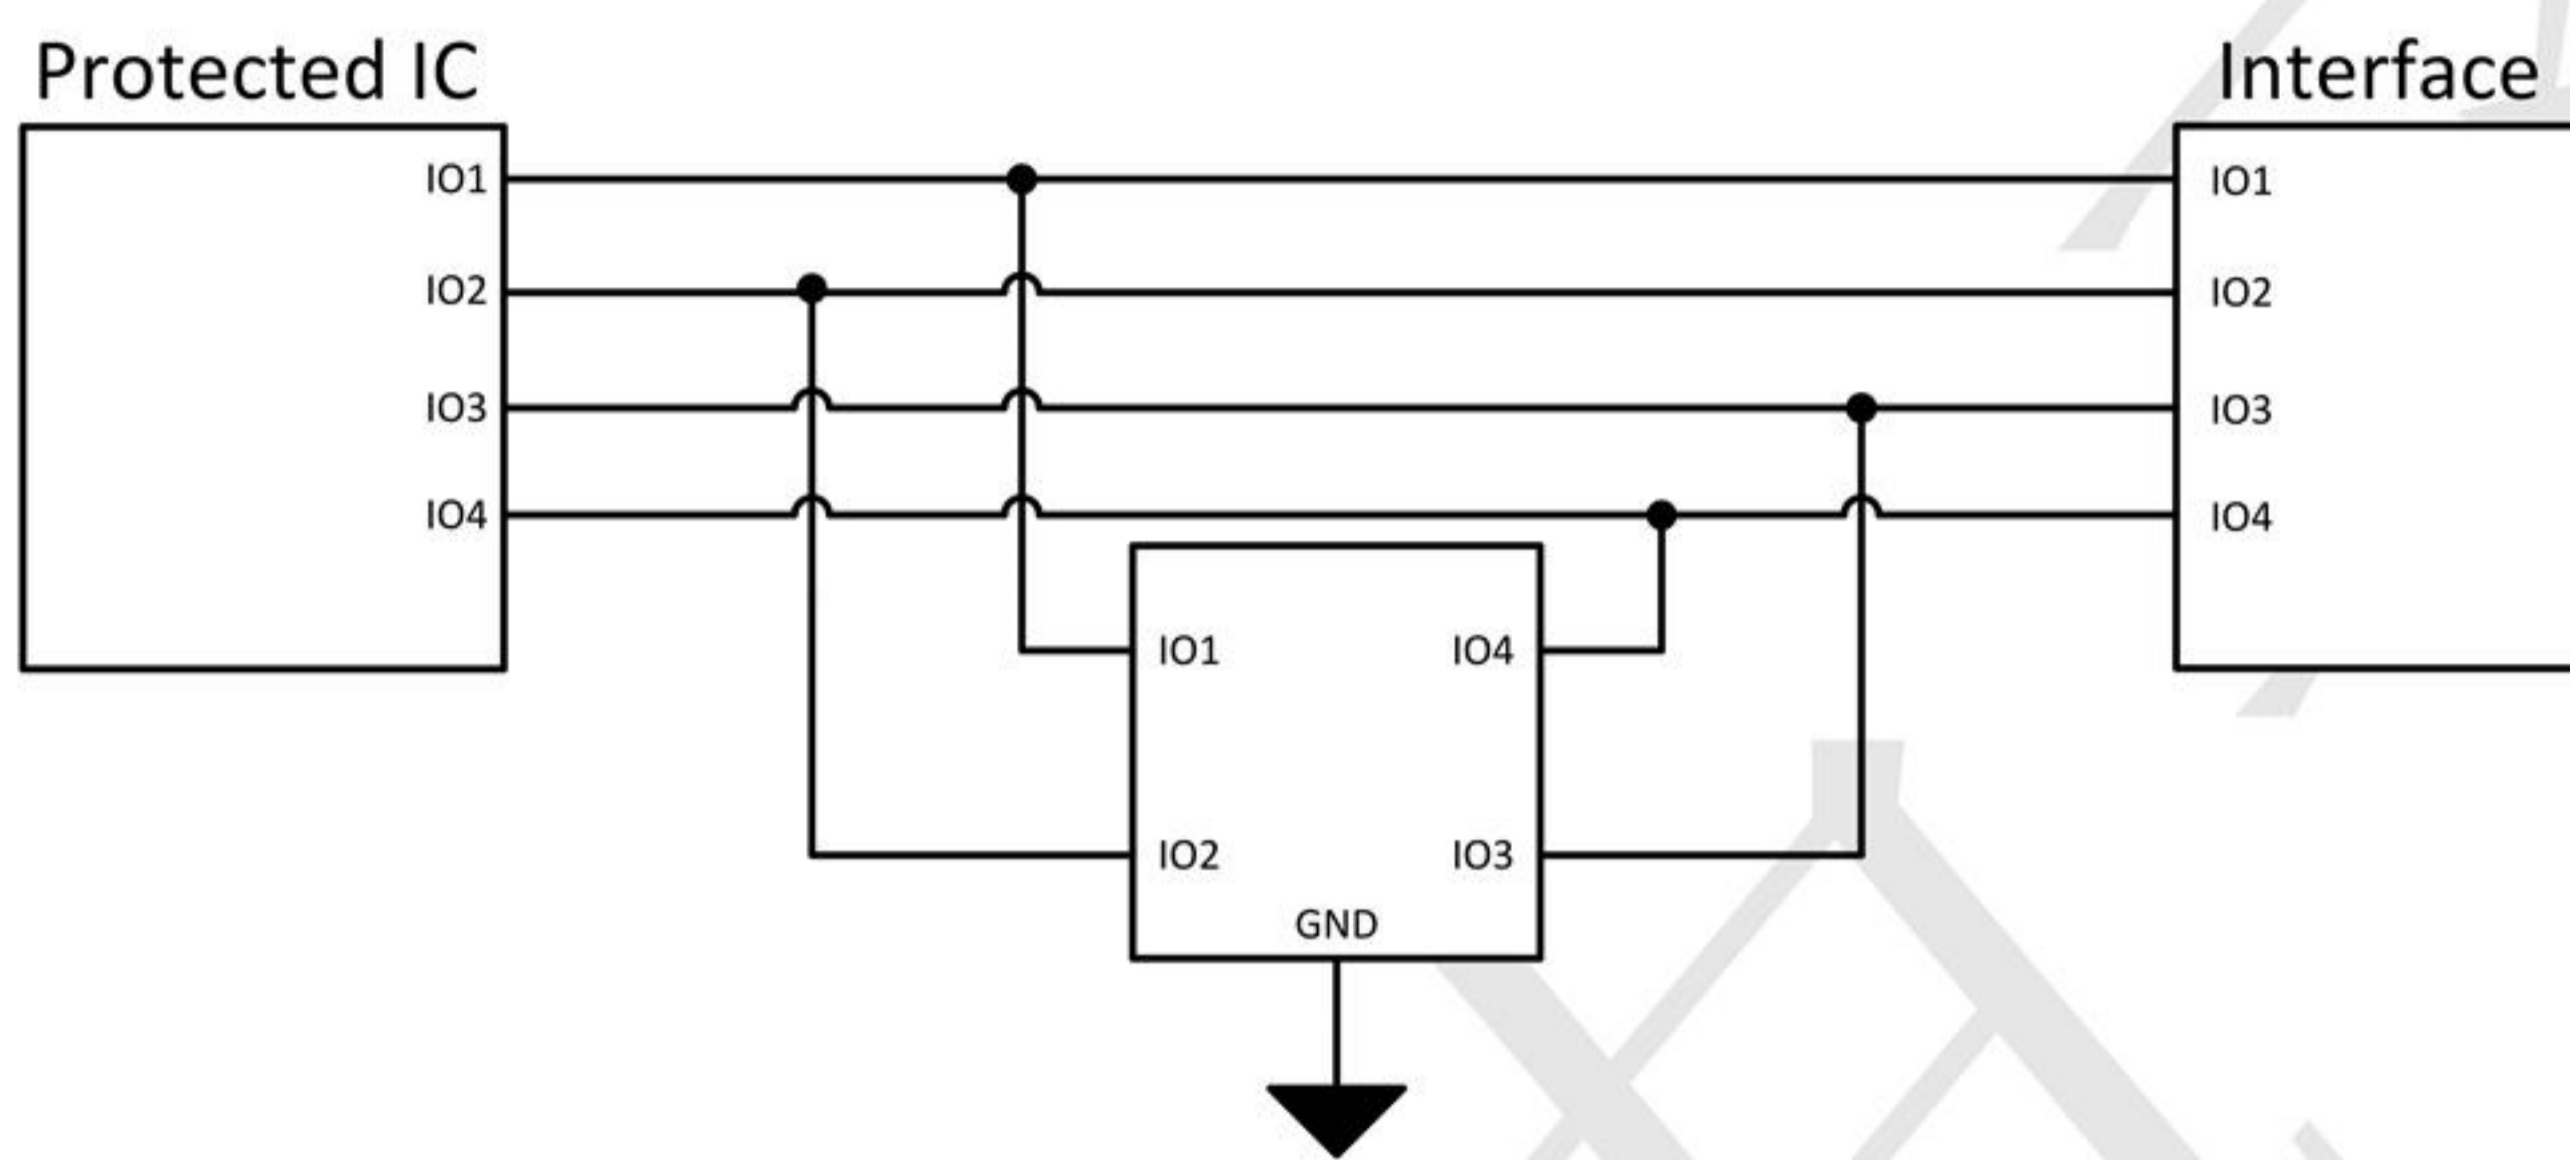 Protected IC
Interface
IO1
IO2
IO3
IO4
IO1
IO2
IO3
IO4
IO1
IO4
IO2
IO3
GND